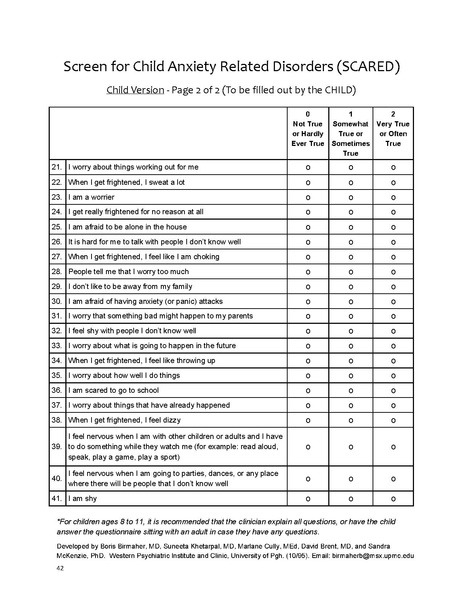 Screen for Child Anxiety Related Disorders (SCARED)
Child Version - Page 2 of 2 (To be filled out by the CHILD)
0
Not True
or Hardly
Ever True
1
Somewhat
True or
Sometimes
True
2
Very True
or Often
True
21. I worry about things working out for me o o o
22. When I get frightened, I sweat a lot o o o
23. I am a worrier o o o
24. I get really frightened for no reason at all o o o
25. I am afraid to be alone in the house o o o
26. It is hard for me to talk with people I don't know well o o o
27. When I get frightened, I feel like I am choking o o o
28. People tell me that I worry too much o o o
29. I don't like to be away from my family o o o
30. I am afraid of having anxiety (or panic) attacks o o o
31. I worry that something bad might happen to my parents o o o
32. I feel shy with people I don't know well o o o
33. I worry about what is going to happen in the future o o o
34. When I get frightened, I feel like throwing up o o o
35. I worry about how well I do things o o o
36. I am scared to go to school o o o
37. I worry about things that have already happened o o o
38. When I get frightened, I feel dizzy o o o
39. I feel nervous when I am with other children or adults and I have
to do something while they watch me (for example: read aloud,
speak, play a game, play a sport) o o o
40. I feel nervous when I am going to parties, dances, or any place
where there will be people that I don't know well o o o
41. I am shy o o o
*For children ages 8 to 11, it is recommended that the clinician explain all questions, or have the child
answer the questionnaire sitting with an adult in case they have any questions.
Developed by Boris Birmaher, MD, Suneeta Khetarpal, MD, Marlane Cully, MEd, David Brent, MD, and Sandra
McKenzie, PhD. Western Psychiatric Institute and Clinic, University of Pgh. (10/95). Email: birmaherb@msx.upmc.edu
42